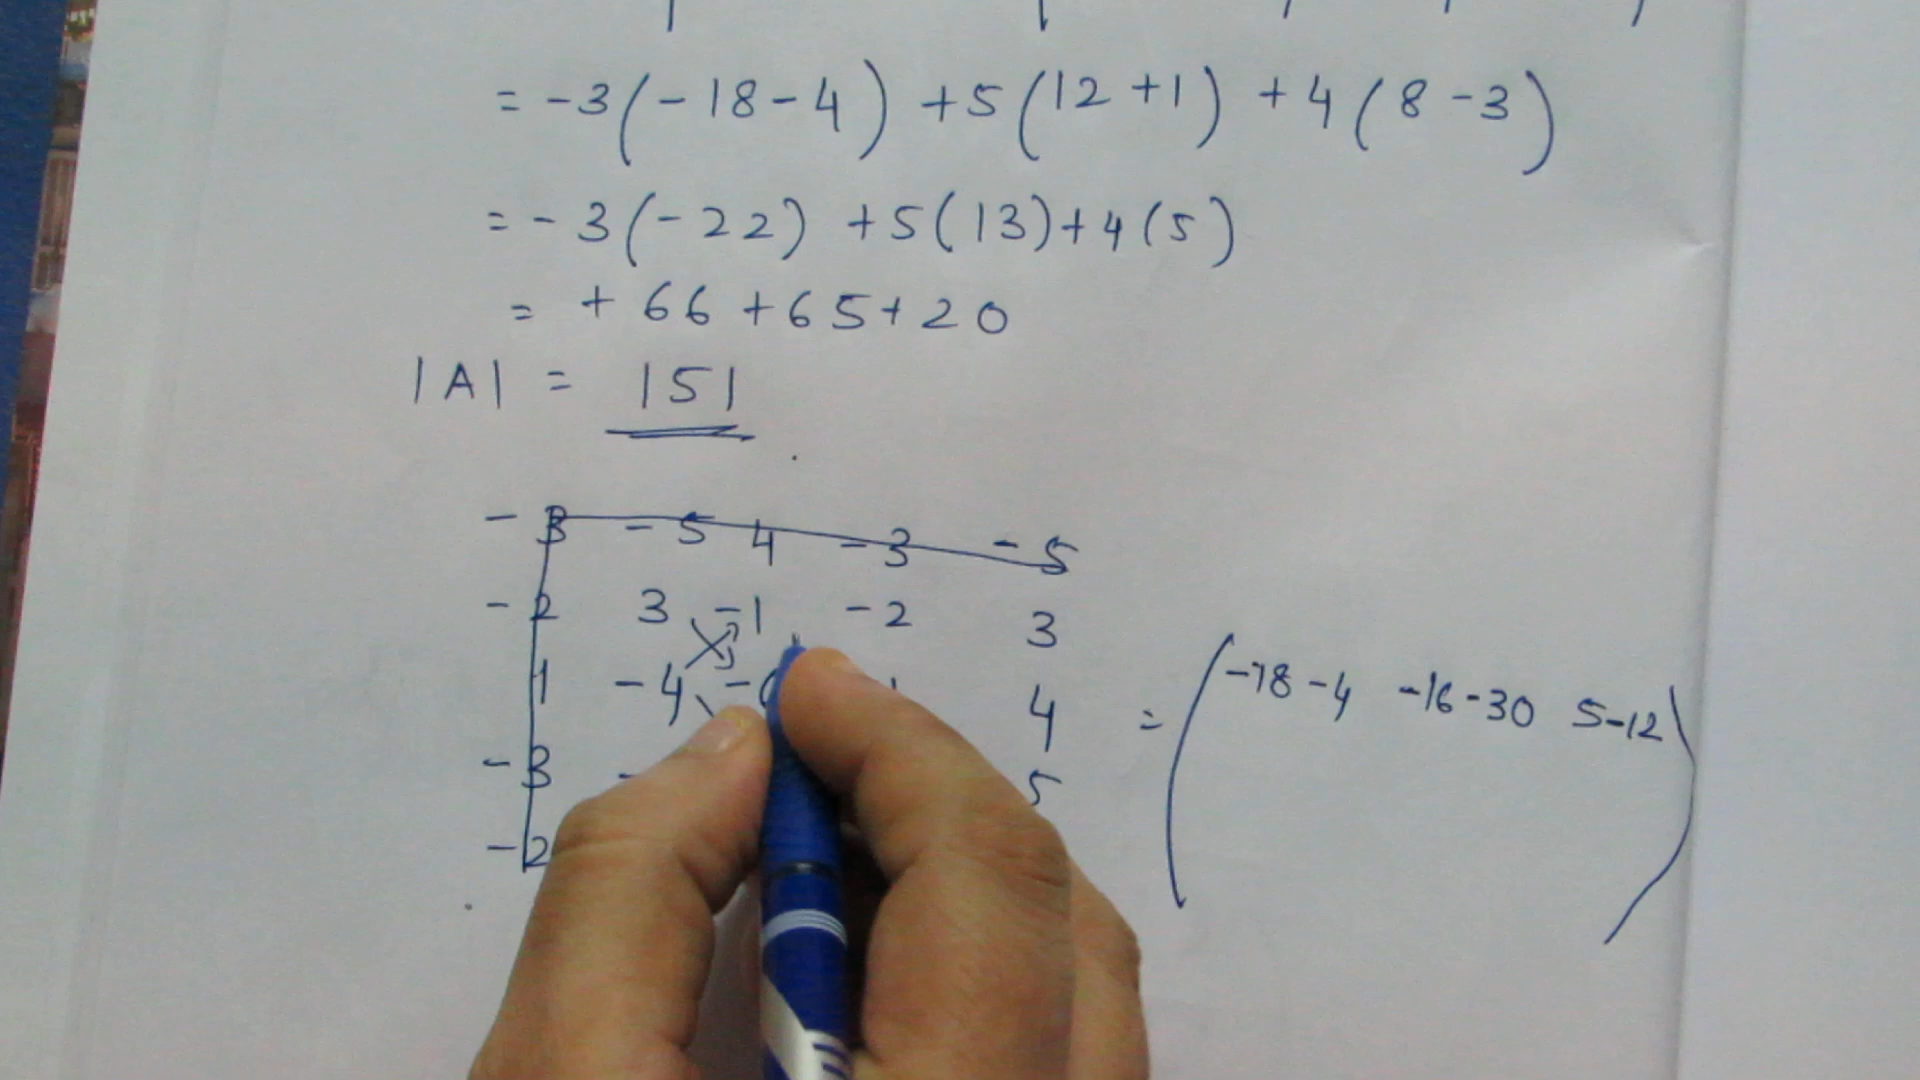 = -3(-18-4) +5(12+1) +4(8-3)
= -3(-22) +5(13)+4(5)
= +66+65+20
|A| = 151
-3 -5 4 -3 -5
-2 3 -1 -2 3
1 -4 4
= (-18-4 -16-30 5-12)
-3 5
-2